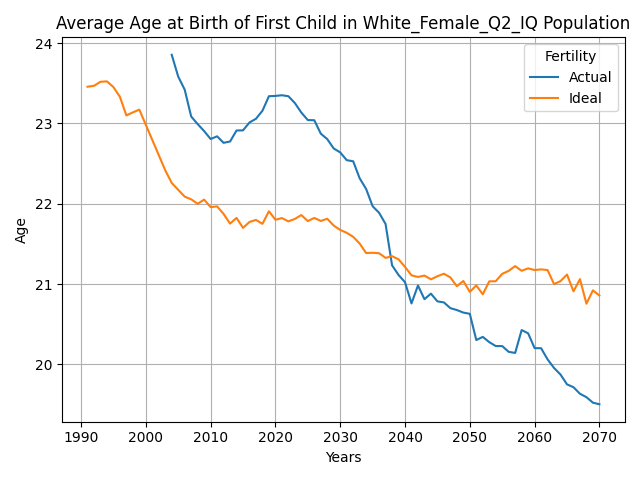 Average Age at Birth of First Child in White_Female_Q2_IQ Population
Fertility
Actual
Ideal
24
23
22
21
20
Age
1990
2000
2010
2020
2030
2040
2050
2060
2070
Years